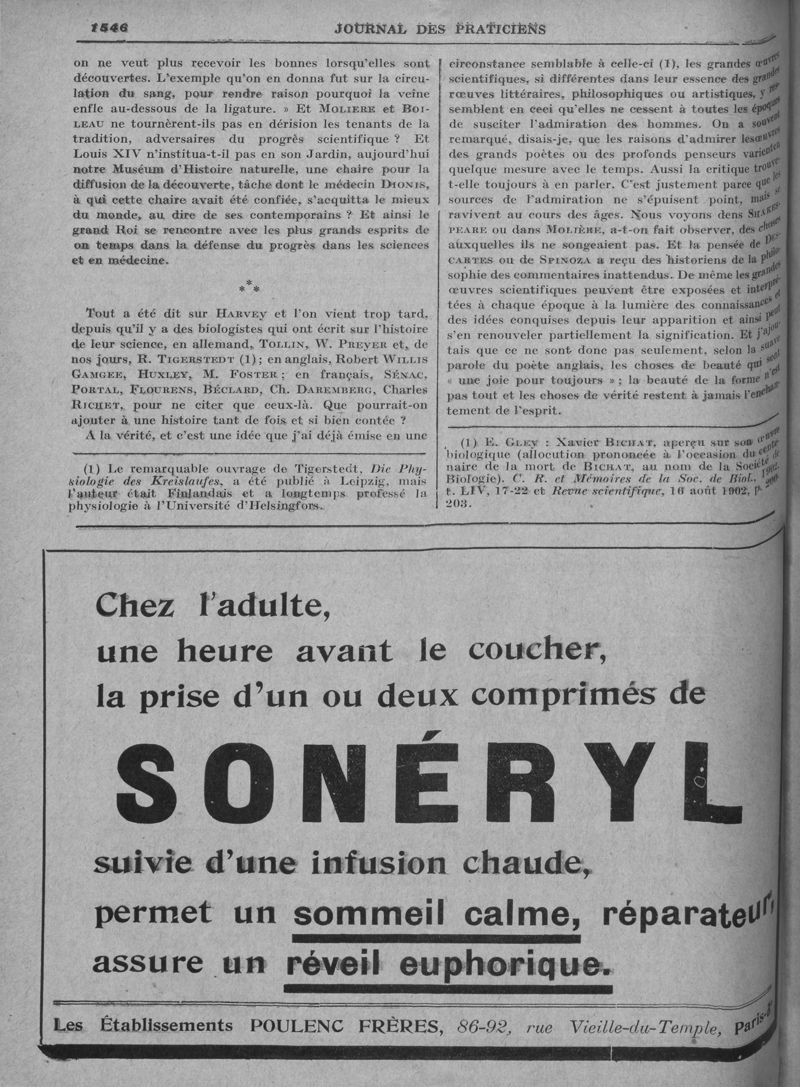 1546
JOURNAL DES PRATICIENS
on ne veut plus recevoir les bonnes lorsqu'elles sont
découvertes. L'exemple qu'on en donna fut sur la circu-
lation du sang, pour rendre raison pourquoi la veine
enfle au-dessous de la ligature. » Et MOLIERE et BOI-
LEAU ne tournèrent-ils pas en dérision les tenants de la
tradition, adversaires du progrès scientifique ? Et
Louis XIV n'institua-t-il pas en son Jardin, aujourd'hui
notre Muséum d'Histoire naturelle, une chaire pour la
diffusion de la découverte, tâche dont le médecin DIONIS,
à qui cette chaire avait été confiée, s'acquitta le mieux
du monde, au dire de ses contemporains ? Et ainsi le
grand Roi se rencontre avec les plus grands esprits de
on temps dans la défense du progrès dans les sciences
et en médecine.
* * *
Tout a été dit sur HARVEY et l'on vient trop tard,
depuis qu'il y a des biologistes qui ont écrit sur l'histoire
de leur science, en allemand, TOLLIN, W. PREYER et, de
nos jours, R. TIGERSTEDT (1) ; en anglais, Robert WILLIS
GAMGEE, HUXLEY, M. FOSTER ; en français, SÉNAC,
PORTAL, FLOURENS, BÉCLARD, Ch. DAREMBERG, Charles
RICHET, pour ne citer que ceux-là. Que pourrait-on
ajouter à une histoire tant de fois et si bien contée ?
A la vérité, et c'est une idée que j'ai déjà émise en une
(1) Le remarquable ouvrage de Tigerstedt, Die Phy-
siologie des Kreislaufes, a été publié à Leipzig, mais
l'auteur était Finlandais et a longtemps professé la
physiologie à l'Université d'Helsingfors.
circonstance semblable à celle-ci (1), les grandes œuvres
scientifiques, si différentes dans leur essence des grandes
rœuvres littéraires, philosophiques ou artistiques, y
semblent en ceci qu'elles ne cessent à toutes les époques
de susciter l'admiration des hommes. On a souvent
remarqué, disais-je, que les raisons d'admirer lesœuvres
des grands poètes ou des profonds penseurs varient en
quelque mesure avec le temps. Aussi la critique trouve-
t-elle toujours à en parler. C'est justement parce que les
sources de l'admiration ne s'épuisent point, mais se
ravivent au cours des âges. Nous voyons dens SHAKES-
PEARE ou dans MOLIÈRE, a-t-on fait observer, des choses
auxquelles ils ne songeaient pas. Et la pensée de DES-
CARTES ou de SPINOZA a reçu des historiens de la philo-
sophie des commentaires inattendus. De même les grandes
œuvres scientifiques peuvent être exposées et interpré-
tées à chaque époque à la lumière des connaissances et
des idées conquises depuis leur apparition et ainsi peut
s'en renouveler partiellement la signification. Et j'ajou-
tais que ce ne sont donc pas seulement, selon la suave
parole du poète anglais, les choses de beauté qui sont
« une joie pour toujours » ; la beauté de la forme n'est
pas tout et les choses de vérité restent à jamais l'enchan-
tement de l'esprit.
(1) E. GLEY : Xavier BICHAT, aperçu sur son œuvre
biologique (allocution prononcée à l'occasion du cente
naire de la mort de BICHAT, au nom de la Société de
Biologie). C. R. et Mémoires de la Soc. de Biol., 1902.
t. LIV, 17-22 et Revue scientifique, 16 août 1902, p. 200-
203.
Chez l'adulte,
une heure avant le coucher,
la prise d'un ou deux comprimés de
SONÉRYL
suivie d'une infusion chaude,
permet un sommeil calme, réparateur,
assure un réveil euphorique.
Les Établissements POULENC FRÈRES, 86-92, rue Vieille-du-Temple, Paris